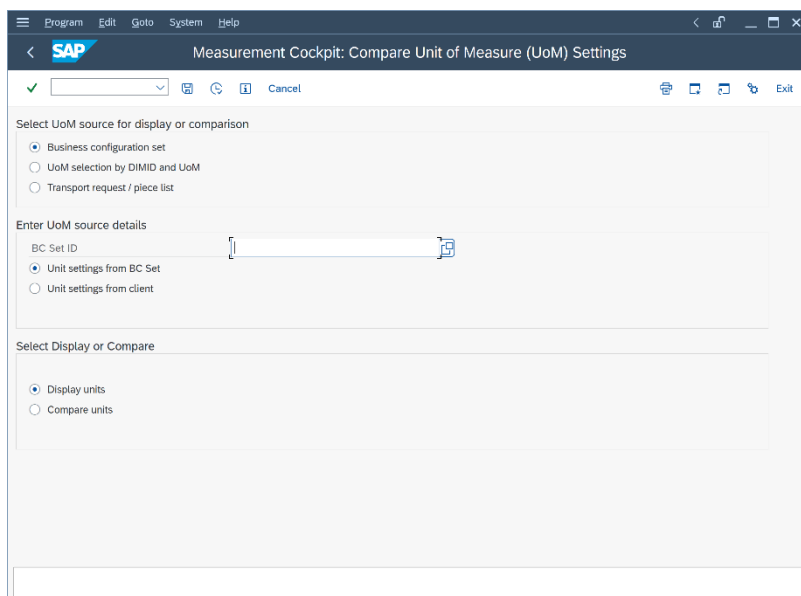 Program Edit Goto System Help
SAP Measurement Cockpit: Compare Unit of Measure (UoM) Settings
Cancel Exit
Select UoM source for display or comparison
Business configuration set
UoM selection by DIMID and UoM
Transport request / piece list
Enter UoM source details
BC Set ID
Unit settings from BC Set
Unit settings from client
Select Display or Compare
Display units
Compare units